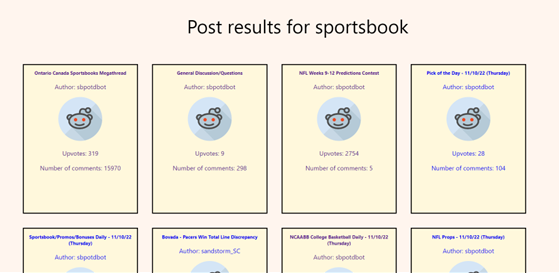 Post results for sportsbook
Ontario Canada Sportsbooks Megathread
Author: sbpotdbot
Upvotes: 319
Number of comments: 15970
General Discussion/Questions
Author: sbpotdbot
Upvotes: 9
Number of comments: 298
NFL Weeks 9-12 Predictions Contest
Author: sbpotdbot
Upvotes: 2754
Number of comments: 5
Pick of the Day - 11/10/22 (Thursday)
Author: sbpotdbot
Upvotes: 28
Number of comments: 104
Sportsbook/Promos/Bonuses Daily - 11/10/22
(Thursday)
Author: sbpotdbot
Bovada - Pacers Win Total Line Discrepancy
Author: sandstorm_SC
NCAABB College Basketball Daily - 11/10/22
(Thursday)
Author: sbpotdbot
NFL Props - 11/10/22 (Thursday)
Author: sbpotdbot